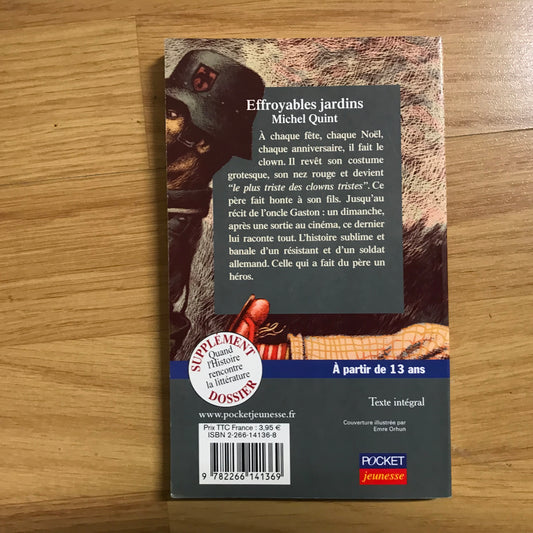 Effroyables jardins
Michel Quint
À chaque fête, chaque Noël,
chaque anniversaire, il fait le
clown. Il revêt son costume
grotesque, son nez rouge et devient
“le plus triste des clowns tristes”. Ce
père fait honte à son fils. Jusqu'au
récit de l'oncle Gaston : un dimanche,
après une sortie au cinéma, ce dernier
lui raconte tout. L'histoire sublime et
banale d'un résistant et d'un soldat
allemand. Celle qui a fait du père un
héros.
SUPPLÉMENT
Quand
l'Histoire
rencontre
la littérature
DOSSIER
À partir de 13 ans
www.pocketjeunesse.fr
Texte intégral
Couverture illustrée par
Emre Orhun
Prix TTC France : 3,95 €
ISBN 2-266-14136-8
9 782266 141369
POCKET
jeunesse